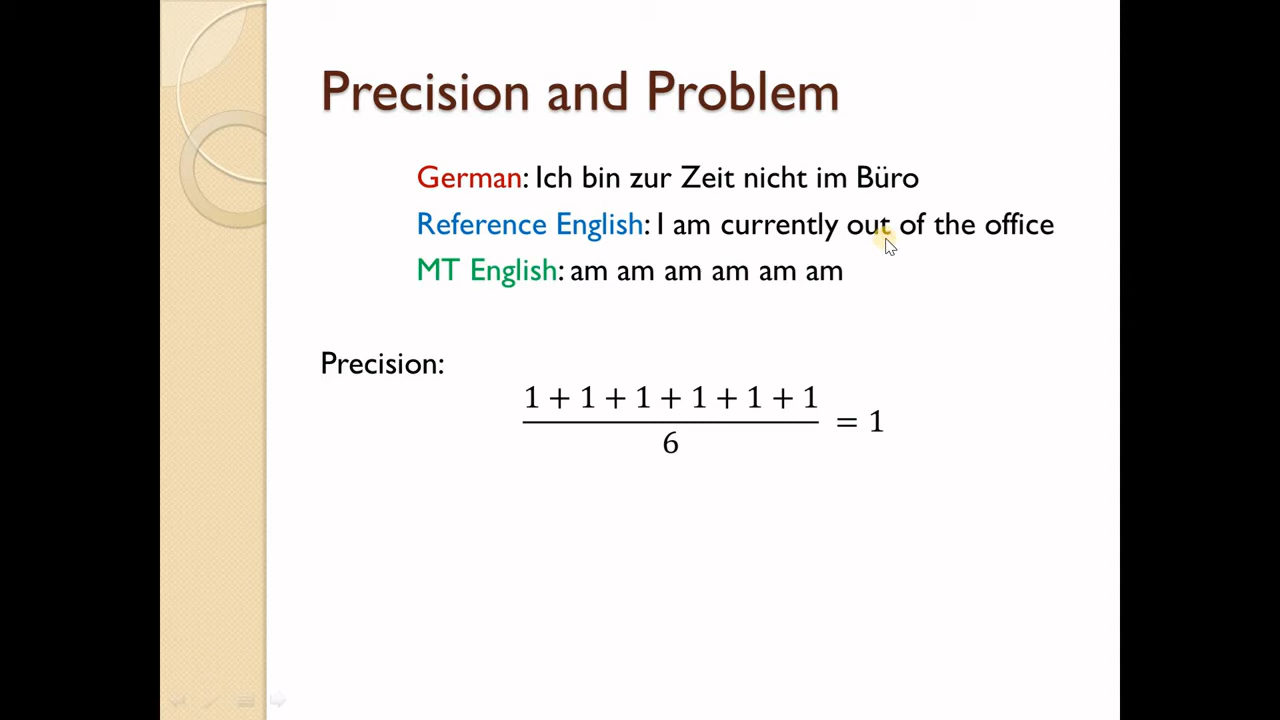 Precision and Problem
German: Ich bin zur Zeit nicht im Büro
Reference English: I am currently out of the office
MT English: am am am am am am
Precision:
1 + 1 + 1 + 1 + 1 + 1
6
= 1